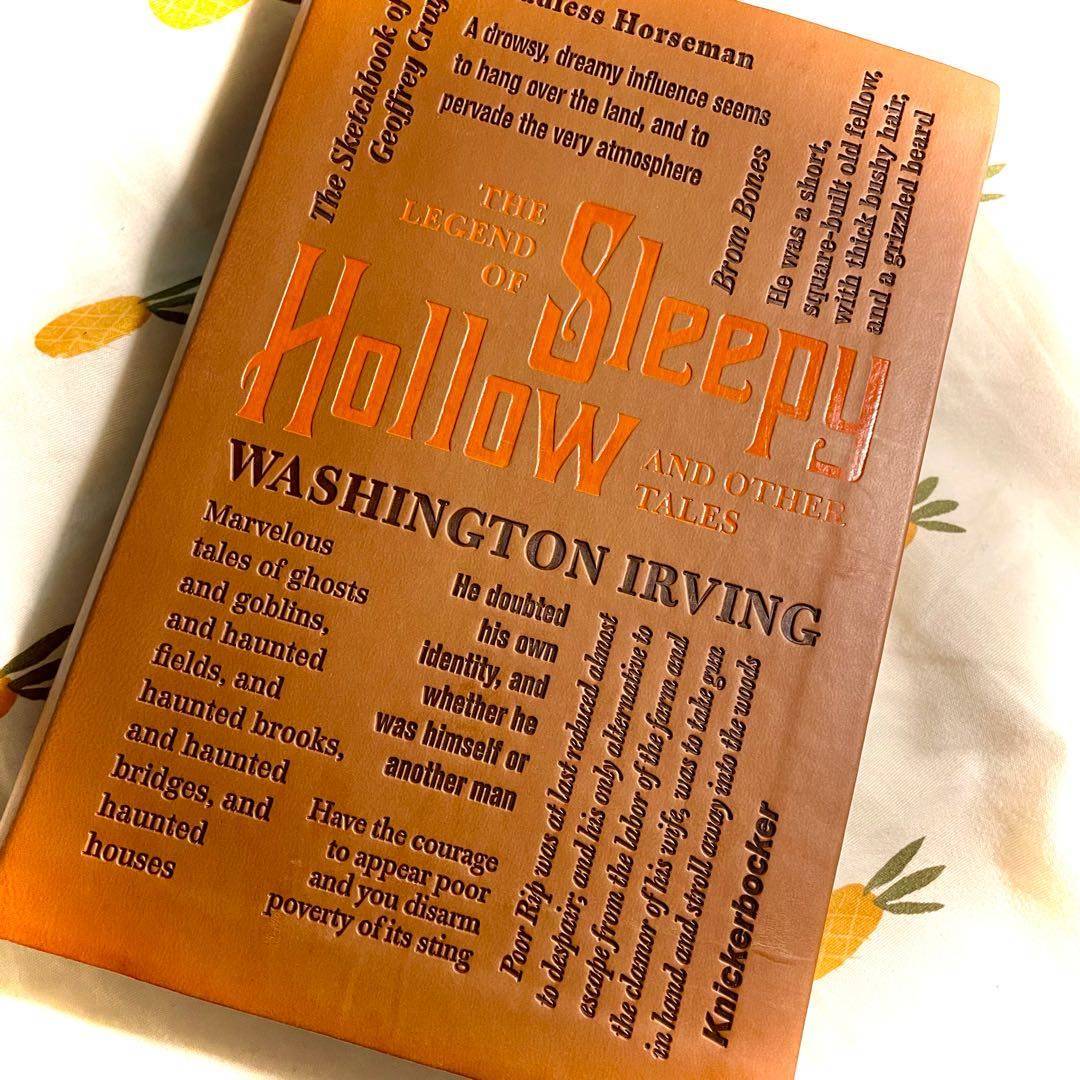 The Sketchbook of
Geoffrey Cray
dless Horseman
A drowsy, dreamy influence seems
to hang over the land, and to
pervade the very atmosphere
Brom Bones
He was a short,
square-built old fellow,
with thick bushy hair,
and a grizzled beard
THE
LEGEND
OF
Sleepy
Hollow
AND OTHER
TALES
WASHINGTON IRVING
Marvelous
tales of ghosts
and goblins,
and haunted
fields, and
haunted brooks,
and haunted
bridges, and
haunted
houses
He doubted
his own
identity, and
whether he
was himself or
another man
Have the courage
to appear poor
and you disarm
poverty of its sting
Poor Rip was at last reduced almost
to despair, and his only alternative to
escape from the labor of the farm and
the clamor of his wife, was to take gun
in hand and stroll away into the woods
Knickerbocker